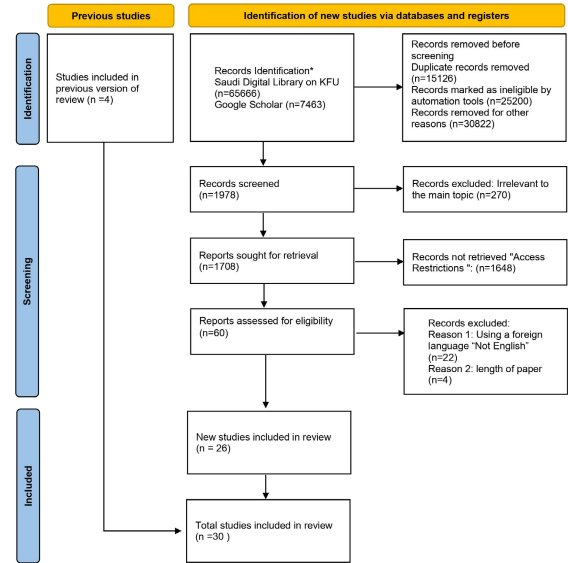 Previous studies
Identification of new studies via databases and registers
Identification
Studies included in
previous version of
review (n =4)
Records Identification*
Saudi Digital Library on KFU
(n=65666)
Google Scholar (n=7463)
Records removed before
screening
Duplicate records removed
(n=15126)
Records marked as ineligible by
automation tools (n=25200)
Records removed for other
reasons (n=30822)
Screening
Records screened
(n=1978)
Records excluded: Irrelevant to
the main topic (n=270)
Reports sought for retrieval
(n=1708)
Records not retrieved "Access
Restrictions ": (n=1648)
Reports assessed for eligibility
(n=60)
Records excluded:
Reason 1: Using a foreign
language “Not English”
(n=22)
Reason 2: length of paper
(n=4)
Included
New studies included in review
(n = 26)
Total studies included in review
(n =30 )